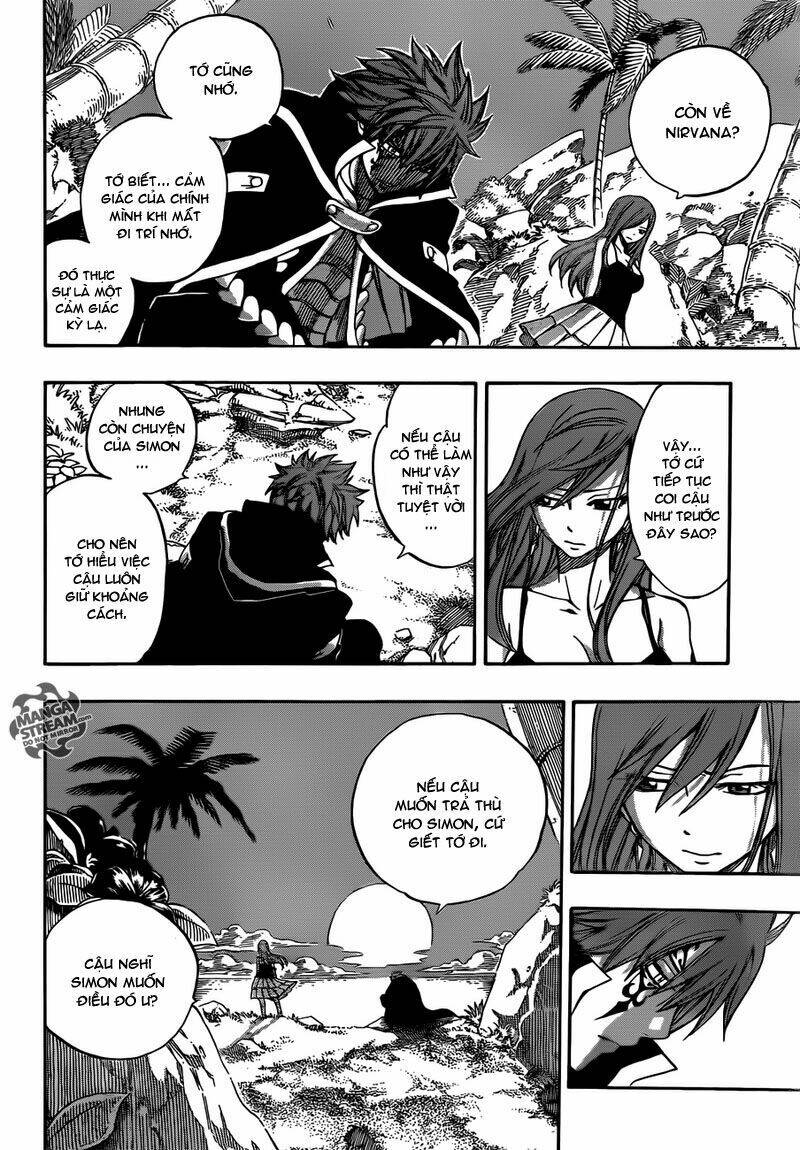 CÒN VỀ
NIRVANA?
TỚ CŨNG
NHỚ.
TỚ BIẾT... CẢM
GIÁC CỦA CHÍNH
MÌNH KHI MẤT
ĐI TRÍ NHỚ.
ĐÓ THỰC
SỰ LÀ MỘT
CẢM GIÁC
KỲ LẠ.
VẬY...
TỚ CỨ
TIẾP TỤC
COI CẬU
NHƯ TRƯỚC
ĐÂY SAO?
NẾU CẬU
CÓ THỂ LÀM
NHƯ VẬY
THÌ THẬT
TUYỆT VỜI
...
NHƯNG
CÒN CHUYỆN
CỦA SIMON
...
CHO NÊN
TỚ HIỂU VIỆC
CẬU LUÔN
GIỮ KHOẢNG
CÁCH.
MANGA
STREAM.com
DO NOT MIRROR
NẾU CẬU
MUỐN TRẢ THÙ
CHO SIMON, CỨ
GIẾT TỚ ĐI.
CẬU NGHĨ
SIMON MUỐN
ĐIỀU ĐÓ Ư?